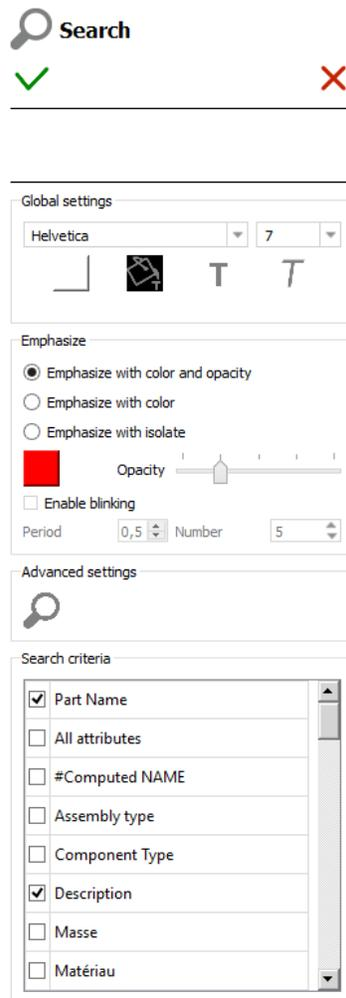 Search
Global settings
Helvetica 7
T T
T
Emphasize
Emphasize with color and opacity
Emphasize with color
Emphasize with isolate
Opacity
Enable blinking
Period 0,5 Number 5
Advanced settings
Search criteria
Part Name
All attributes
#Computed NAME
Assembly type
Component Type
Description
Masse
Matériau